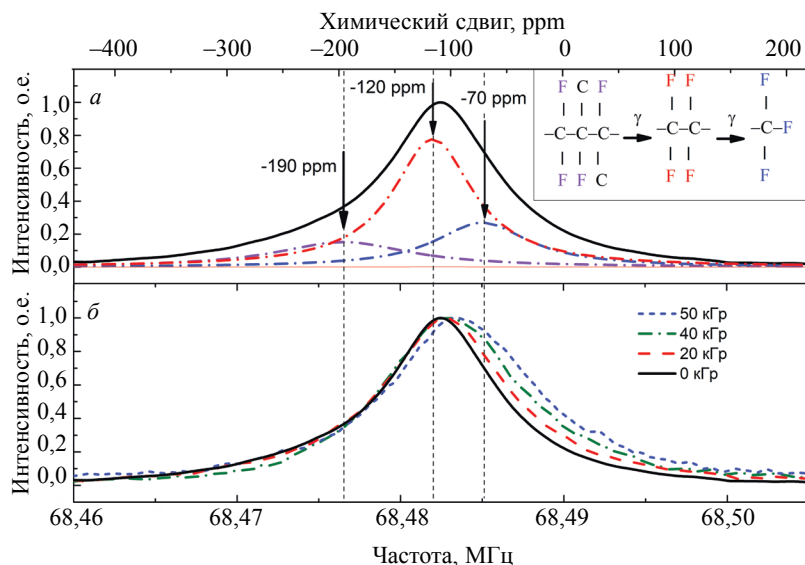 Химический сдвиг, ppm
−400 −300 −200 −100 0 100 200
Интенсивность, о.е.
а
1,0
0,8
0,6
0,4
0,2
0,0
-190 ppm
-120 ppm
-70 ppm
F C F F F F
−C−C−C− γ −C−C− γ −C−F
F F C F F F
Интенсивность, о.е.
б
1,0
0,8
0,6
0,4
0,2
0,0
50 кГр
40 кГр
20 кГр
0 кГр
68,46 68,47 68,48 68,49 68,50
Частота, МГц